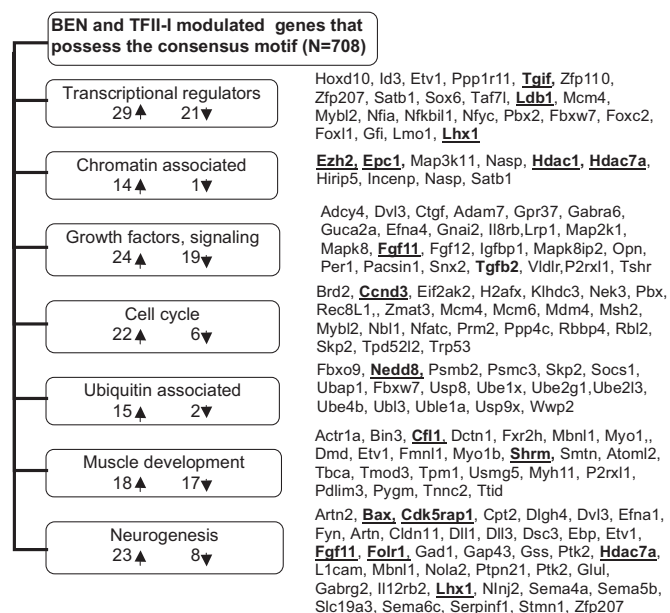 BEN and TFII-I modulated genes that
possess the consensus motif (N=708)
Transcriptional regulators
29 21
Hoxd10, Id3, Etv1, Ppp1r11, Tgif, Zfp110,
Zfp207, Satb1, Sox6, Taf7l, Ldb1, Mcm4,
Mybl2, Nfia, Nfkbil1, Nfyc, Pbx2, Fbxw7, Foxc2,
Foxl1, Gfi, Lmo1, Lhx1
Chromatin associated
14 1
Ezh2, Epc1, Map3k11, Nasp, Hdac1, Hdac7a,
Hirip5, Incenp, Nasp, Satb1
Growth factors, signaling
24 19
Adcy4, Dvl3, Ctgf, Adam7, Gpr37, Gabra6,
Guca2a, Efna4, Gnai2, Il8rb,Lrp1, Map2k1,
Mapk8, Fgf11, Fgf12, Igfbp1, Mapk8ip2, Opn,
Per1, Pacsin1, Snx2, Tgfb2, Vldlr,P2rxl1, Tshr
Cell cycle
22 6
Brd2, Ccnd3, Eif2ak2, H2afx, Klhdc3, Nek3, Pbx,
Rec8L1,, Zmat3, Mcm4, Mcm6, Mdm4, Msh2,
Mybl2, Nbl1, Nfatc, Prm2, Ppp4c, Rbbp4, Rbl2,
Skp2, Tpd52l2, Trp53
Ubiquitin associated
15 2
Fbxo9, Nedd8, Psmb2, Psmc3, Skp2, Socs1,
Ubap1, Fbxw7, Usp8, Ube1x, Ube2g1,Ube2l3,
Ube4b, Ubl3, Uble1a, Usp9x, Wwp2
Muscle development
18 17
Actr1a, Bin3, Cfl1, Dctn1, Fxr2h, Mbnl1, Myo1,,
Dmd, Etv1, Fmnl1, Myo1b, Shrm, Smtn, Atoml2,
Tbca, Tmod3, Tpm1, Usmg5, Myh11, P2rxl1,
Pdlim3, Pygm, Tnnc2, Ttid
Neurogenesis
23 8
Artn2, Bax, Cdk5rap1, Cpt2, Dlgh4, Dvl3, Efna1,
Fyn, Artn, Cldn11, Dll1, Dll3, Dsc3, Ebp, Etv1,
Fgf11, Folr1, Gad1, Gap43, Gss, Ptk2, Hdac7a,
L1cam, Mbnl1, Nola2, Ptpn21, Ptk2, Glul,
Gabrg2, Il12rb2, Lhx1, NInj2, Sema4a, Sema5b,
Slc19a3, Sema6c, Serpinf1, Stmn1, Zfp207